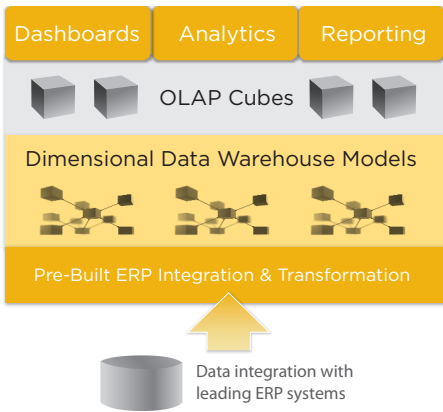 Dashboards
Analytics
Reporting
OLAP Cubes
Dimensional Data Warehouse Models
Pre-Built ERP Integration & Transformation
Data integration with
leading ERP systems